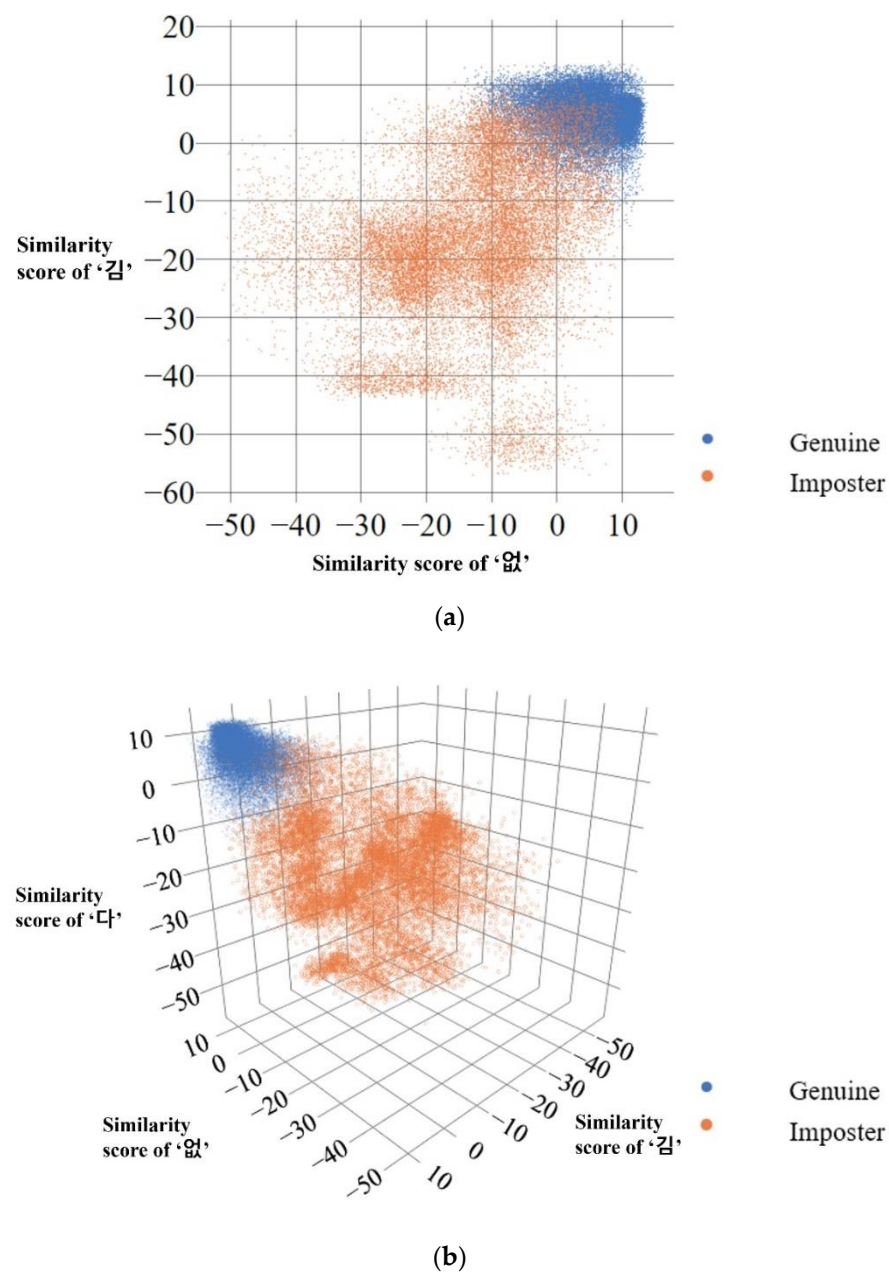 20
10
0
−10
Similarity
score of ‘김’
−20
−30
−40
−50
−60
Genuine
Imposter
−50 −40 −30 −20 −10 0 10
Similarity score of ‘없’
(a)
10
0
−10
−20
Similarity
score of ‘다’
−30
−40
−50
10
0
−10
−20
−30
−40
−50
Similarity
score of ‘없’
−50
−40
−30
−20
−10
0
10
Similarity
score of ‘김’
Genuine
Imposter
(b)